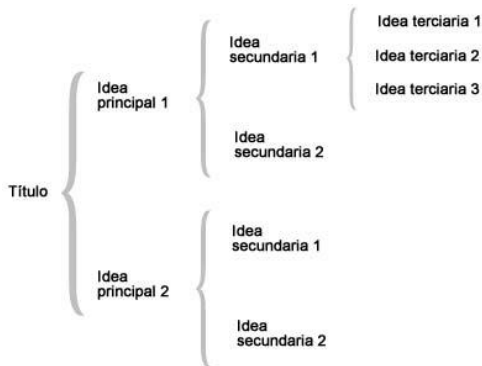 Título
Idea
principal 1
Idea
secundaria 1
Idea terciaria 1
Idea terciaria 2
Idea terciaria 3
Idea
secundaria 2
Idea
principal 2
Idea
secundaria 1
Idea
secundaria 2